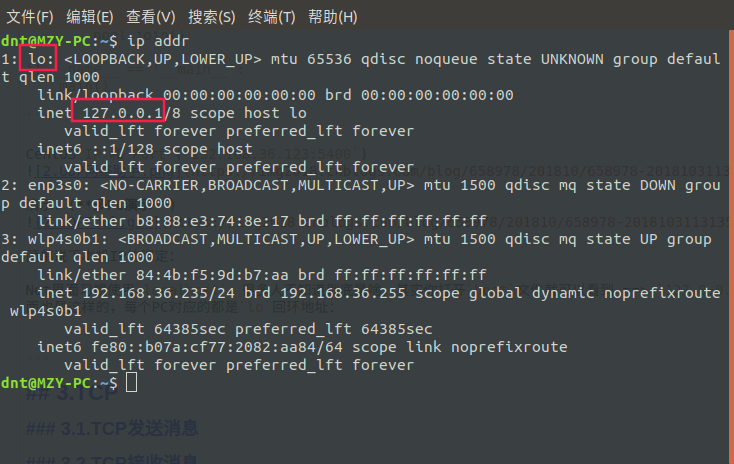 文件(F) 编辑(E) 查看(V) 搜索(S) 终端(T) 帮助(H)
dnt@MZY-PC:~$ ip addr
1: lo: <LOOPBACK,UP,LOWER_UP> mtu 65536 qdisc noqueue state UNKNOWN group defaul
t qlen 1000
link/loopback 00:00:00:00:00:00 brd 00:00:00:00:00:00
inet 127.0.0.1/8 scope host lo
valid_lft forever preferred_lft forever
inet6 ::1/128 scope host
valid_lft forever preferred_lft forever
2: enp3s0: <NO-CARRIER,BROADCAST,MULTICAST,UP> mtu 1500 qdisc mq state DOWN grou
p default qlen 1000
link/ether b8:88:e3:74:8e:17 brd ff:ff:ff:ff:ff:ff
3: wlp4s0b1: <BROADCAST,MULTICAST,UP,LOWER_UP> mtu 1500 qdisc mq state UP group
default qlen 1000
link/ether 84:4b:f5:9d:b7:aa brd ff:ff:ff:ff:ff:ff
inet 192.168.36.235/24 brd 192.168.36.255 scope global dynamic noprefixroute
wlp4s0b1
valid_lft 64385sec preferred_lft 64385sec
inet6 fe80::b07a:cf77:2082:aa84/64 scope link noprefixroute
valid_lft forever preferred_lft forever
dnt@MZY-PC:~$
## 3.TCP
### 3.1.TCP发送消息
### 3.2.TCP接收消息